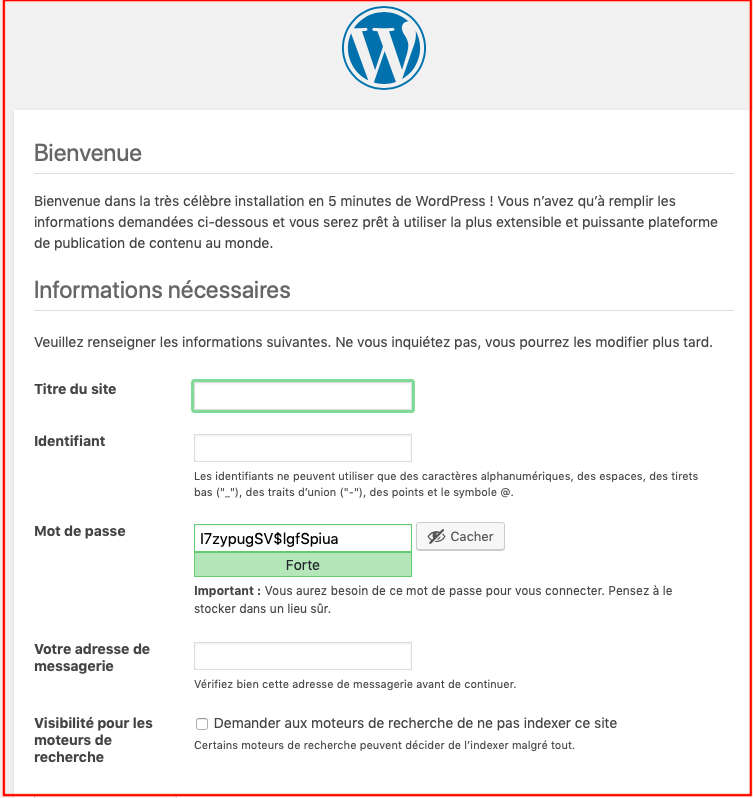 Bienvenue
Bienvenue dans la très célèbre installation en 5 minutes de WordPress ! Vous n’avez qu’à remplir les
informations demandées ci-dessous et vous serez prêt à utiliser la plus extensible et puissante plateforme
de publication de contenu au monde.
Informations nécessaires
Veuillez renseigner les informations suivantes. Ne vous inquiétez pas, vous pourrez les modifier plus tard.
Titre du site
Identifiant
Les identifiants ne peuvent utiliser que des caractères alphanumériques, des espaces, des tirets
bas ("_"), des traits d’union ("-"), des points et le symbole @.
Mot de passe
l7zypugSV$lgfSpiua
Cacher
Forte
Important : Vous aurez besoin de ce mot de passe pour vous connecter. Pensez à le
stocker dans un lieu sûr.
Votre adresse de
messagerie
Vérifiez bien cette adresse de messagerie avant de continuer.
Visibilité pour les
moteurs de
recherche
Demander aux moteurs de recherche de ne pas indexer ce site
Certains moteurs de recherche peuvent décider de l’indexer malgré tout.